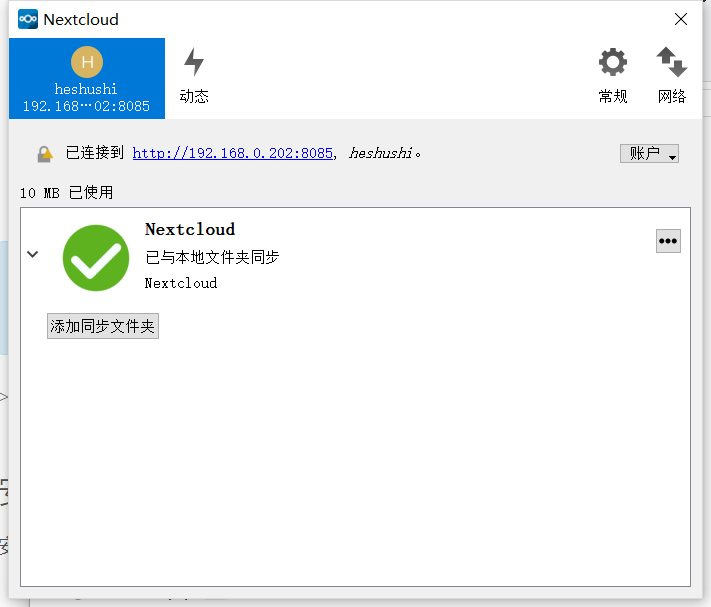 Nextcloud
H
heshushi
192.168…02:8085
动态
常规
网络
已连接到 http://192.168.0.202:8085, heshushi。
账户
10 MB 已使用
Nextcloud
已与本地文件夹同步
Nextcloud
添加同步文件夹